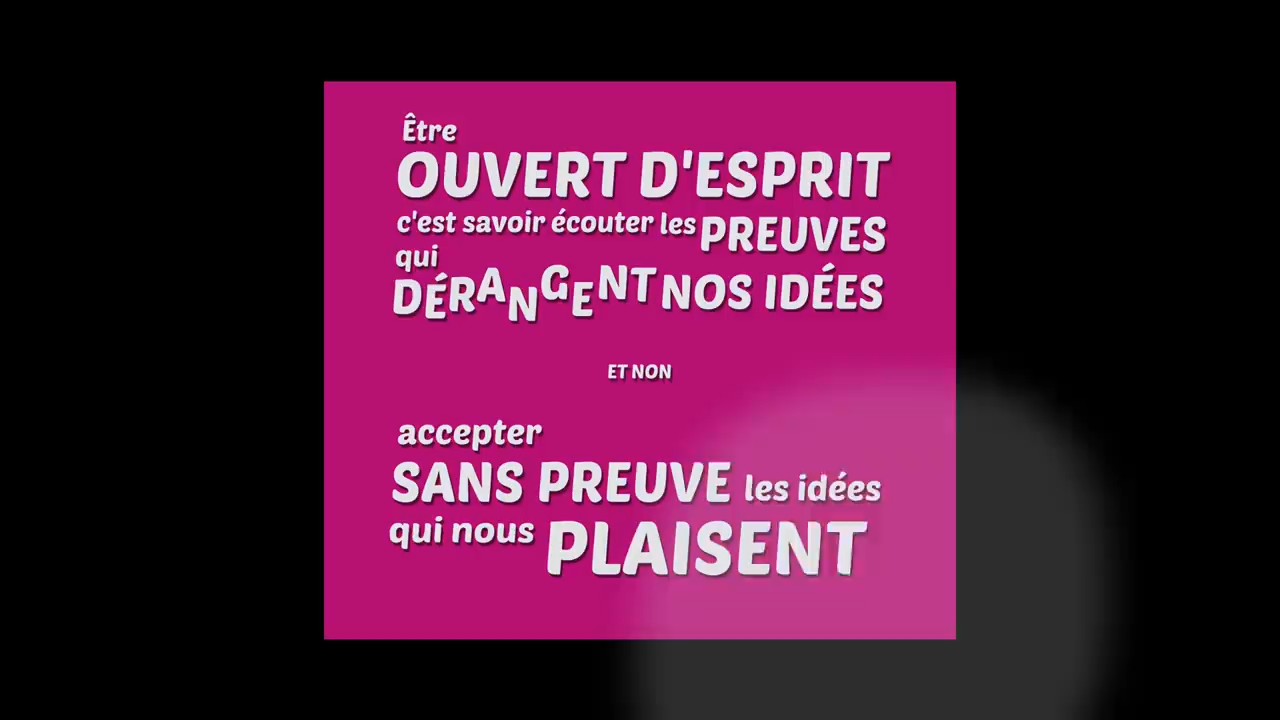 Être
OUVERT D'ESPRIT
c'est savoir écouter les PREUVES
qui
DÉRANGENT NOS IDÉES
ET NON
accepter
SANS PREUVE les idées
qui nous PLAISENT